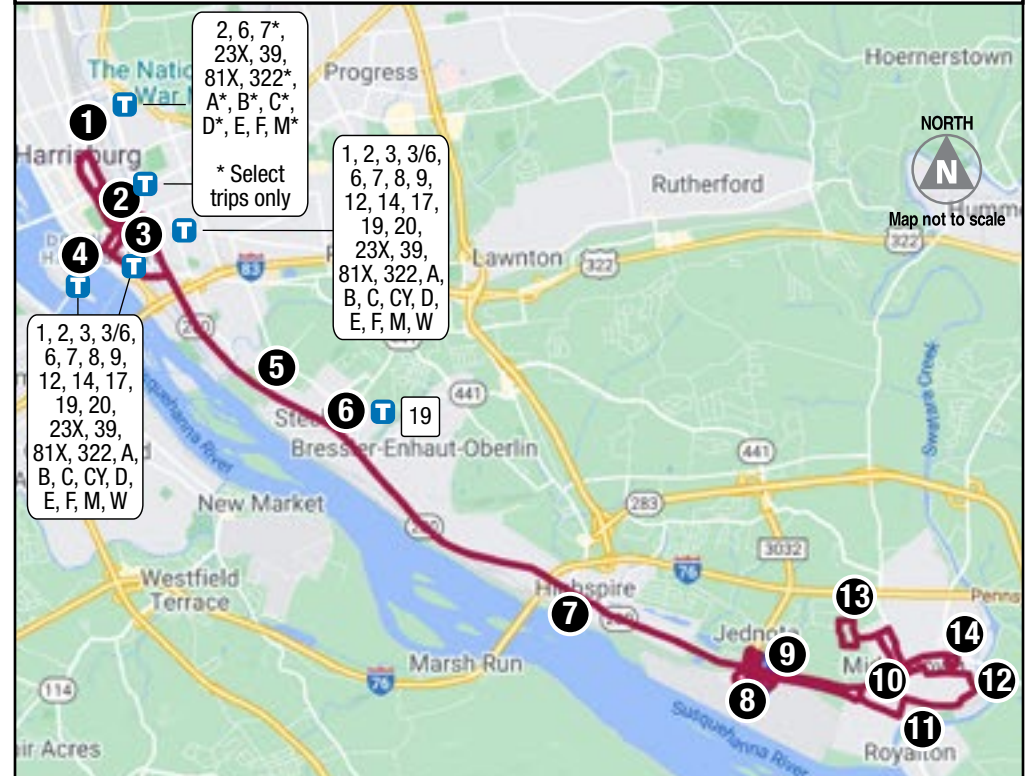 2, 6, 7*,
23X, 39,
81X, 322*,
A*, B*, C*,
D*, E, F, M*
* Select
trips only
Hoernerstown
Progress
T
1
NORTH
N
Map not to scale
1, 2, 3, 3/6,
6, 7, 8, 9,
12, 14, 17,
19, 20,
23X, 39,
81X, 322, A,
B, C, CY, D,
E, F, M, W
Rutherford
2
T
3
T
4
T
T
83
Lawnton
322
322
1, 2, 3, 3/6,
6, 7, 8, 9,
12, 14, 17,
19, 20,
23X, 39,
81X, 322, A,
B, C, CY, D,
E, F, M, W
5
6
T
19
441
Bressler-Enhaut-Oberlin
441
Swatara Creek
New Market
283
3032
Westfield
Terrace
76
Highspire
7
13
Jednota
9
14
8
10
12
11
Marsh Run
76
114
Susquehanna River
Royalton